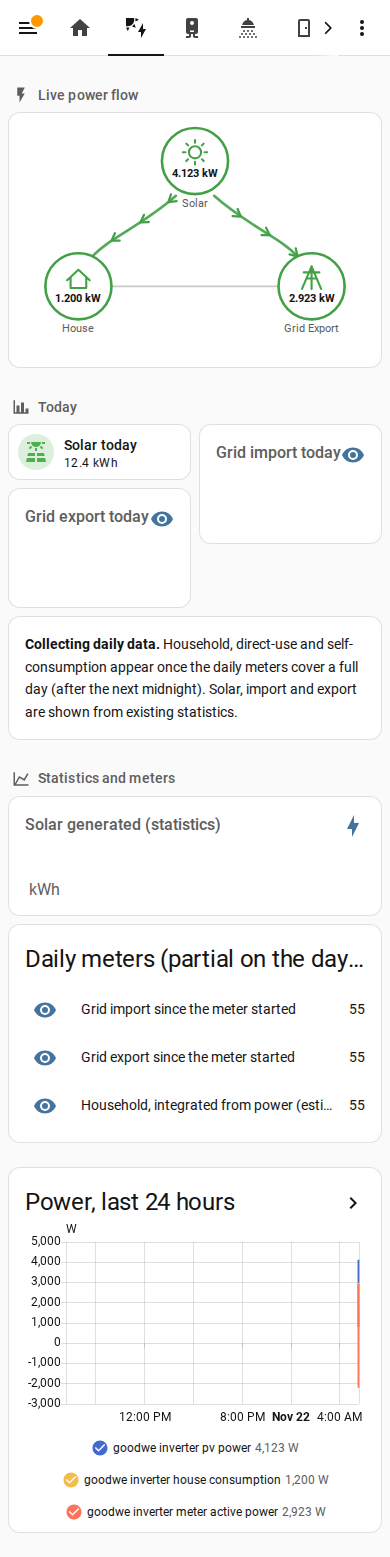 Live power flow
4.123 kW
Solar
1.200 kW
2.923 kW
House
Grid Export
Today
Solar today
12.4 kWh
Grid import today
Grid export today
Collecting daily data. Household, direct-use and self-
consumption appear once the daily meters cover a full
day (after the next midnight). Solar, import and export
are shown from existing statistics.
Statistics and meters
Solar generated (statistics)
kWh
Daily meters (partial on the day…
Grid import since the meter started 55
Grid export since the meter started 55
Household, integrated from power (esti… 55
Power, last 24 hours
W
5,000
4,000
3,000
2,000
1,000
0
-1,000
-2,000
-3,000
12:00 PM 8:00 PM Nov 22 4:00 AM
goodwe inverter pv power 4,123 W
goodwe inverter house consumption 1,200 W
goodwe inverter meter active power 2,923 W